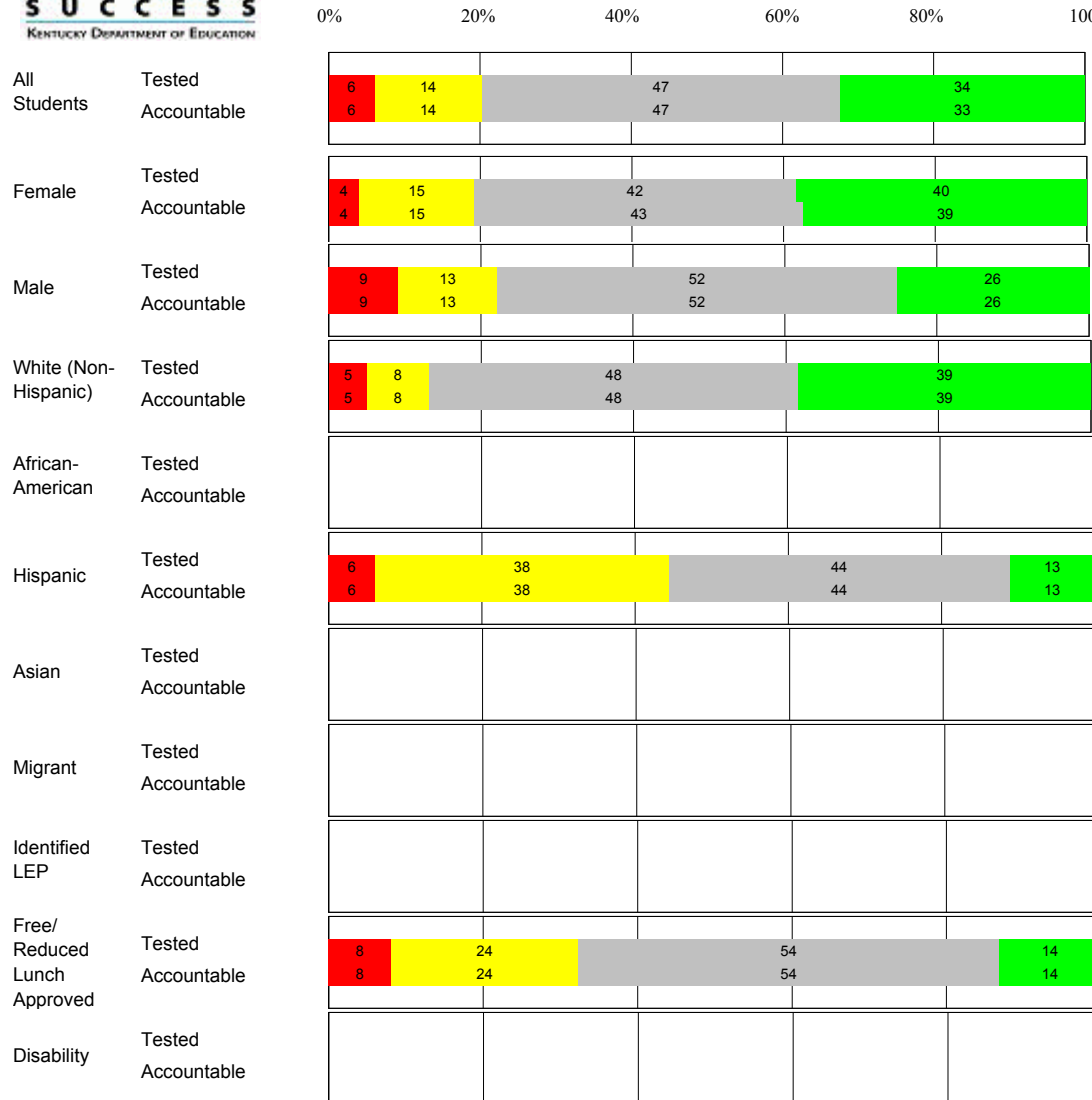 SUCCESS
KENTUCKY DEPARTMENT OF EDUCATION
0% 20% 40% 60% 80% 100
All Students
Tested 6 14 47 34
Accountable 6 14 47 33
Female
Tested 4 15 42 40
Accountable 4 15 43 39
Male
Tested 9 13 52 26
Accountable 9 13 52 26
White (Non-
Hispanic)
Tested 5 8 48 39
Accountable 5 8 48 39
African-
American
Tested
Accountable
Hispanic
Tested 6 38 44 13
Accountable 6 38 44 13
Asian
Tested
Accountable
Migrant
Tested
Accountable
Identified
LEP
Tested
Accountable
Free/
Reduced
Lunch
Approved
Tested 8 24 54 14
Accountable 8 24 54 14
Disability
Tested
Accountable